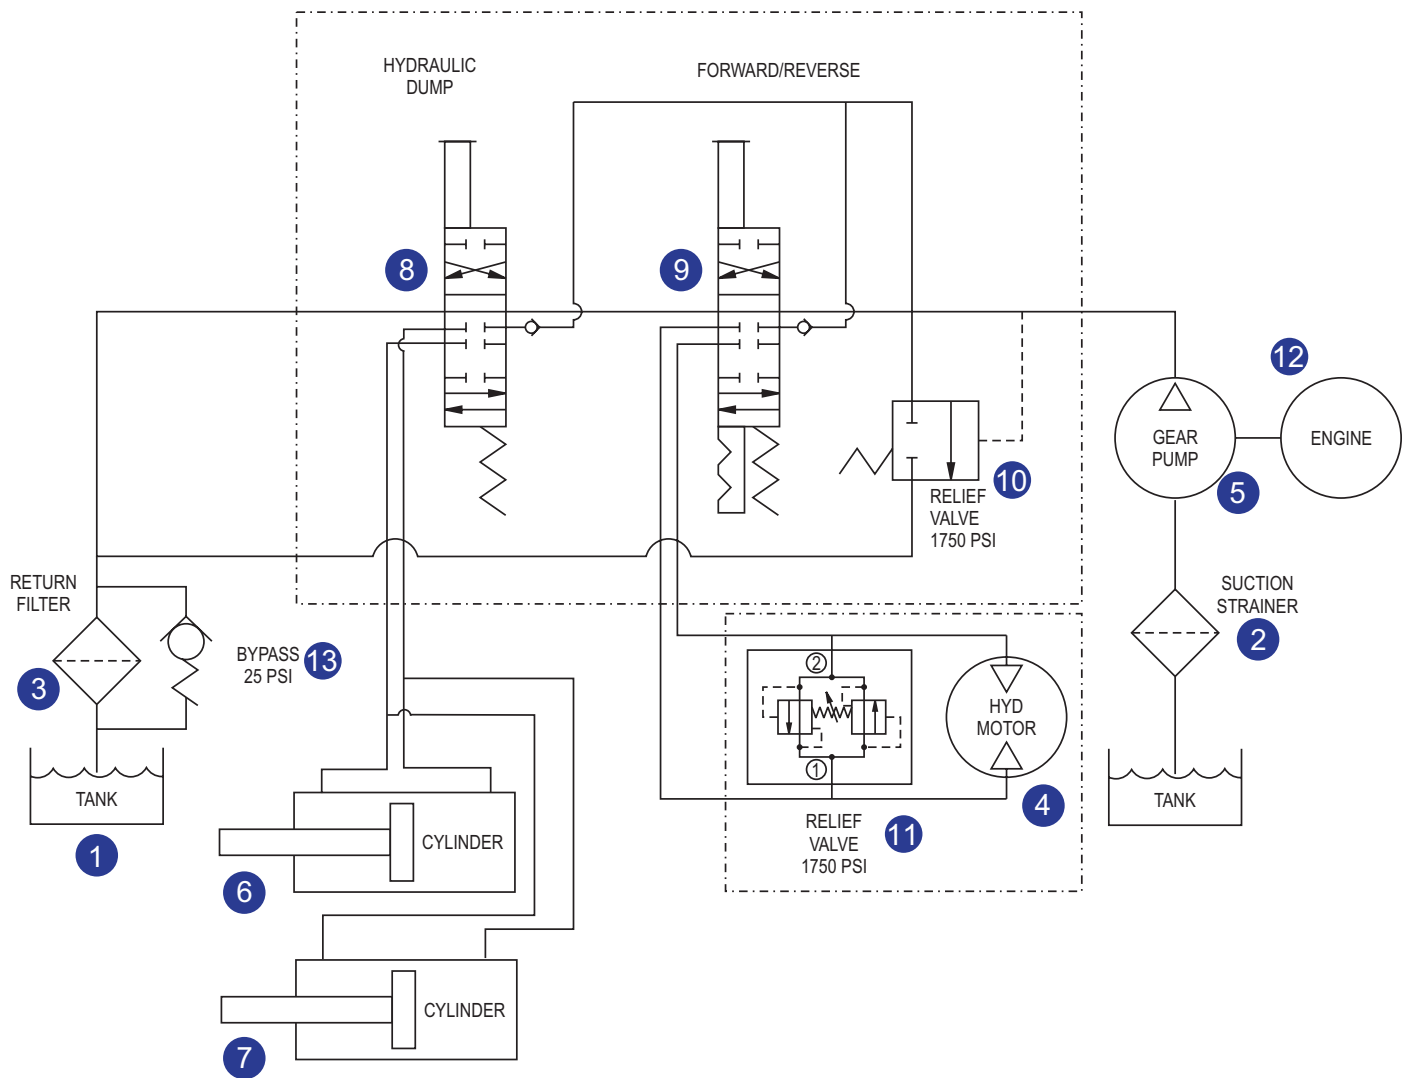 HYDRAULIC
DUMP
FORWARD/REVERSE
8
9
12
GEAR
PUMP
ENGINE
5
10
RELIEF
VALVE
1750 PSI
RETURN
FILTER
3
BYPASS
25 PSI
13
SUCTION
STRAINER
2
2
1
HYD
MOTOR
4
TANK
1
TANK
RELIEF
VALVE
1750 PSI
11
CYLINDER
6
CYLINDER
7